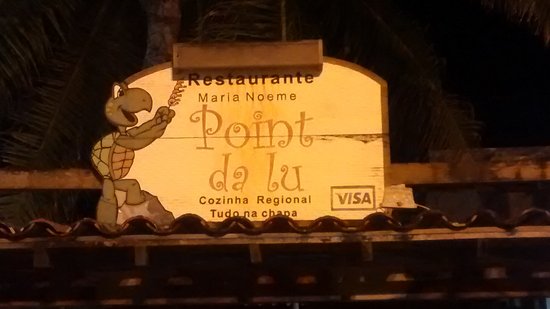 Restaurante
Maria Noeme
Point
da lu
Cozinha Regional
Tudo na chapa
VISA